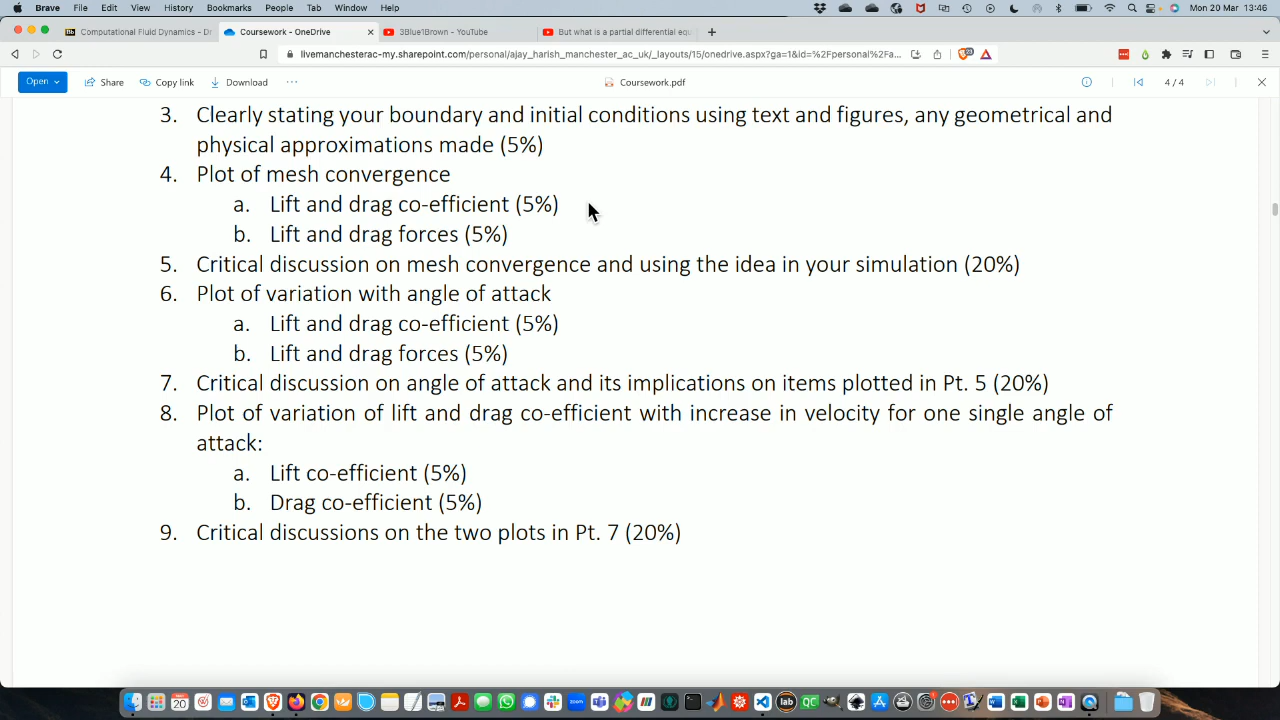 Brave File Edit View History Bookmarks People Tab Window Help Mon 20 Mar 13:46
Computational Fluid Dynamics - Dr Coursework - OneDrive 3Blue1Brown - YouTube But what is a partial differential equ
livemanchesterac-my.sharepoint.com/personal/ajay_harish_manchester_ac_uk/_layouts/15/onedrive.aspx?ga=1&id=%2Fpersonal%2Fa...
Open Share Copy link Download ... Coursework.pdf 4 / 4
3. Clearly stating your boundary and initial conditions using text and figures, any geometrical and
physical approximations made (5%)
4. Plot of mesh convergence
a. Lift and drag co-efficient (5%)
b. Lift and drag forces (5%)
5. Critical discussion on mesh convergence and using the idea in your simulation (20%)
6. Plot of variation with angle of attack
a. Lift and drag co-efficient (5%)
b. Lift and drag forces (5%)
7. Critical discussion on angle of attack and its implications on items plotted in Pt. 5 (20%)
8. Plot of variation of lift and drag co-efficient with increase in velocity for one single angle of
attack:
a. Lift co-efficient (5%)
b. Drag co-efficient (5%)
9. Critical discussions on the two plots in Pt. 7 (20%)
20 zoom lab QC